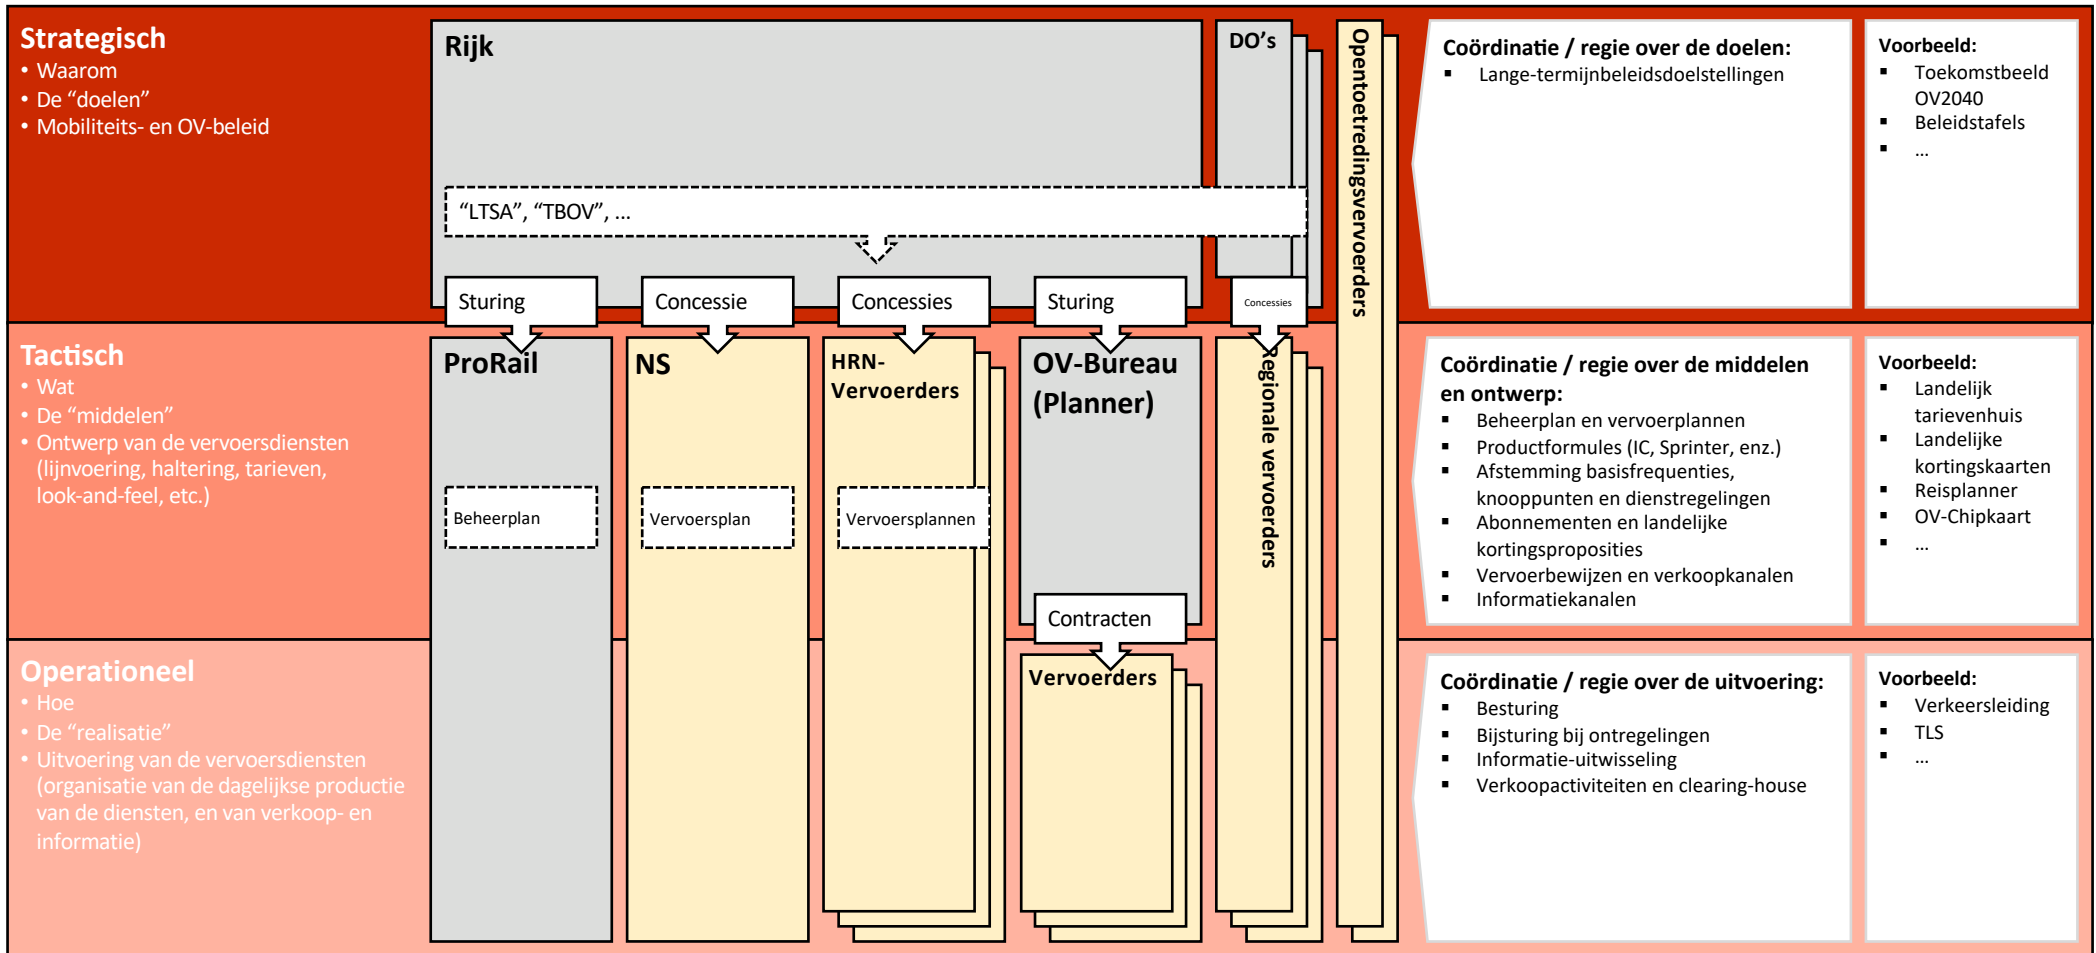 Strategisch
• Waarom
• De “doelen”
• Mobiliteits- en OV-beleid
Rijk
DO’s
Opentoetredingsvervoerders
“LTSA”, “TBOV”, ...
Sturing
Concessie
Concessies
Sturing
Concessies
Coördinatie / regie over de doelen:
▪ Lange-termijnbeleidsdoelstellingen
Voorbeeld:
▪ Toekomstbeeld
OV2040
▪ Beleidstafels
▪ ...
Tactisch
• Wat
• De “middelen”
• Ontwerp van de vervoersdiensten
(lijnvoering, haltering, tarieven,
look-and-feel, etc.)
ProRail
Beheerplan
NS
Vervoersplan
HRN-
Vervoerders
Vervoersplannen
OV-Bureau
(Planner)
Contracten
Regionale vervoerders
Coördinatie / regie over de middelen
en ontwerp:
▪ Beheerplan en vervoerplannen
▪ Productformules (IC, Sprinter, enz.)
▪ Afstemming basisfrequenties,
knooppunten en dienstregelingen
▪ Abonnementen en landelijke
kortingsproposities
▪ Vervoerbewijzen en verkoopkanalen
▪ Informatiekanalen
Voorbeeld:
▪ Landelijk
tarievenhuis
▪ Landelijke
kortingskaarten
▪ Reisplanner
▪ OV-Chipkaart
▪ ...
Operationeel
• Hoe
• De “realisatie”
• Uitvoering van de vervoersdiensten
(organisatie van de dagelijkse productie
van de diensten, en van verkoop- en
informatie)
Vervoerders
Coördinatie / regie over de uitvoering:
▪ Besturing
▪ Bijsturing bij ontregelingen
▪ Informatie-uitwisseling
▪ Verkoopactiviteiten en clearing-house
Voorbeeld:
▪ Verkeersleiding
▪ TLS
▪ ...